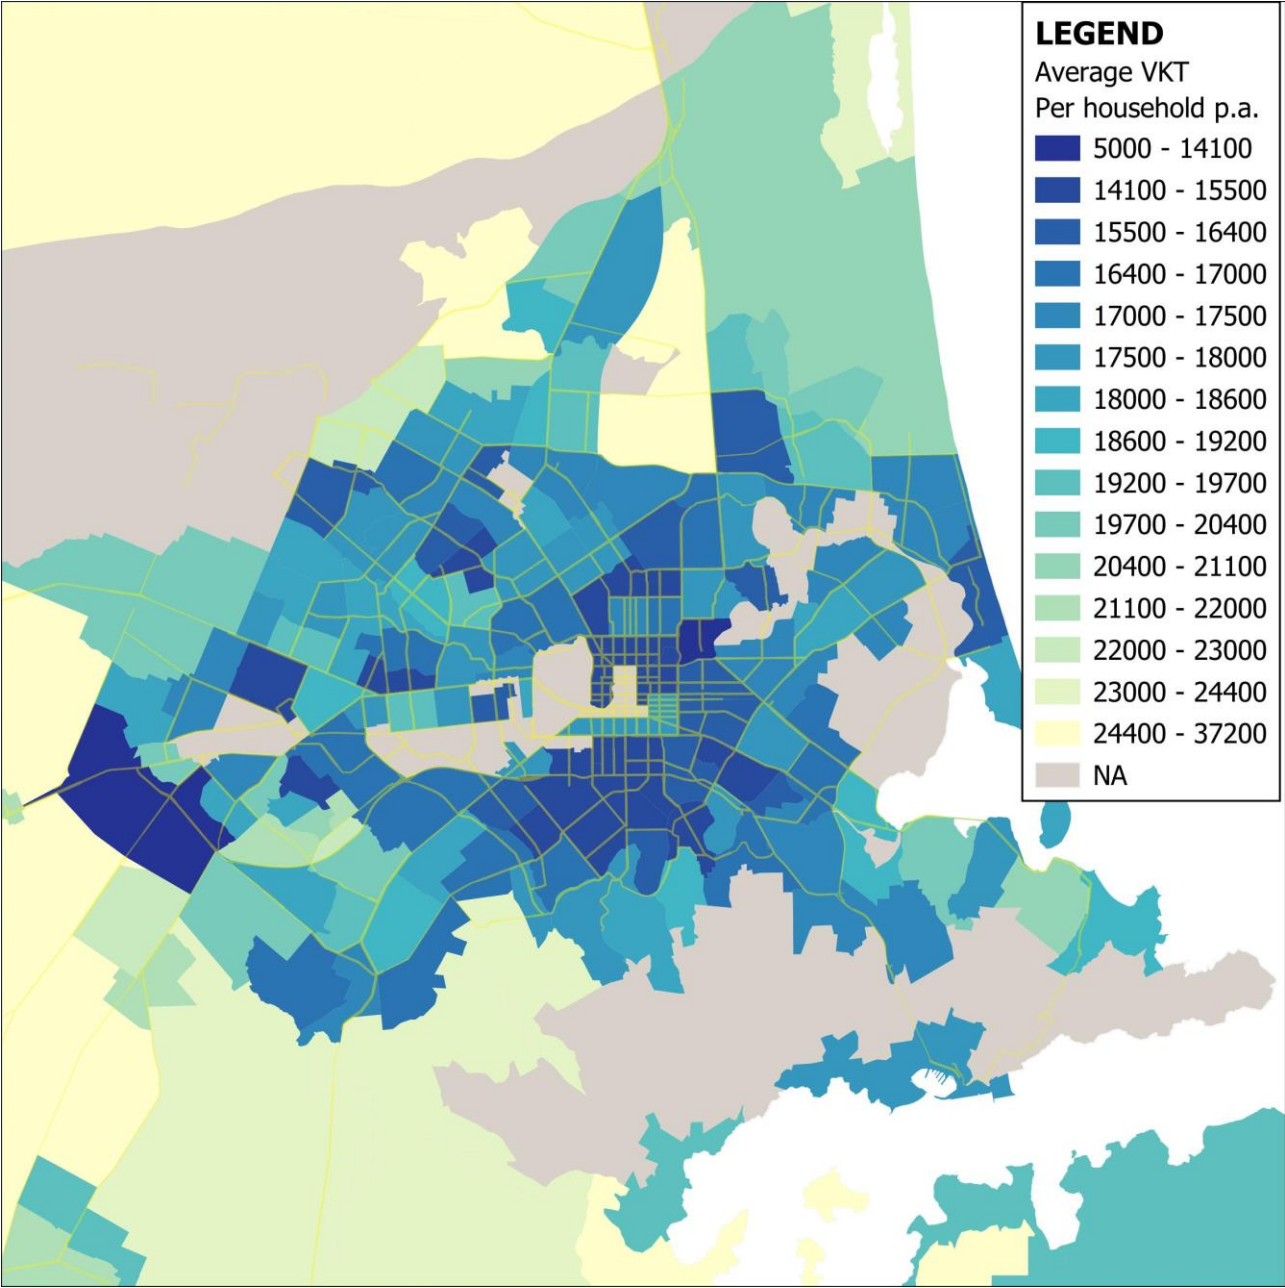 LEGEND
Average VKT
Per household p.a.
5000 - 14100
14100 - 15500
15500 - 16400
16400 - 17000
17000 - 17500
17500 - 18000
18000 - 18600
18600 - 19200
19200 - 19700
19700 - 20400
20400 - 21100
21100 - 22000
22000 - 23000
23000 - 24400
24400 - 37200
NA